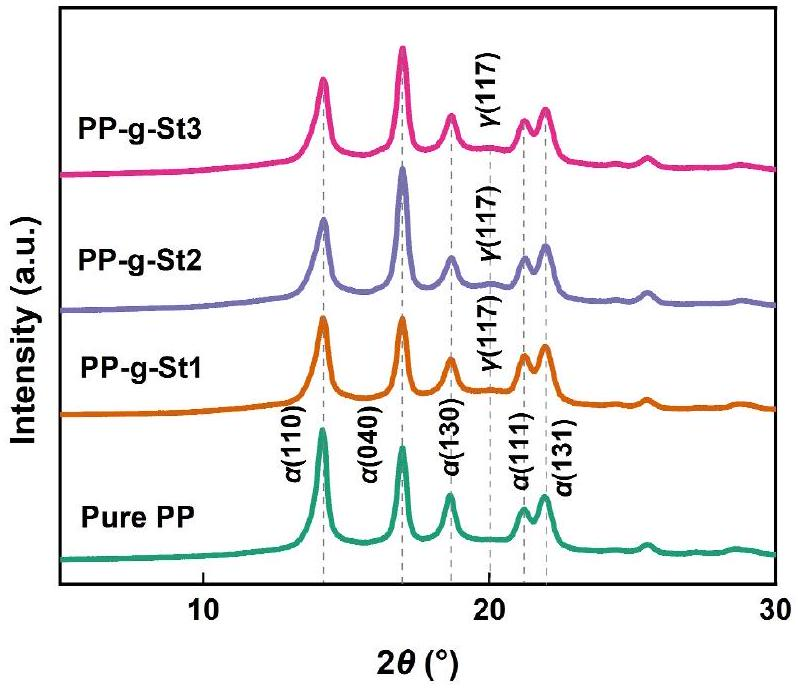 γ(117)
PP-g-St3
γ(117)
PP-g-St2
γ(117)
PP-g-St1
α(110)
α(040)
α(130)
α(111)
α(131)
Pure PP
Intensity (a.u.)
10
20
30
2θ (°)